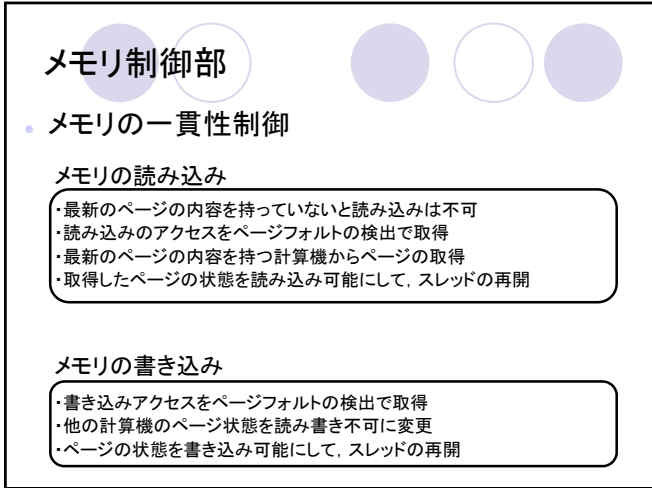 メモリ制御部
メモリの一貫性制御
メモリの読み込み
・最新のページの内容を持っていないと読み込みは不可
・読み込みのアクセスをページフォルトの検出で取得
・最新のページの内容を持つ計算機からページの取得
・取得したページの状態を読み込み可能にして，スレッドの再開
メモリの書き込み
・書き込みアクセスをページフォルトの検出で取得
・他の計算機のページ状態を読み書き不可に変更
・ページの状態を書き込み可能にして，スレッドの再開